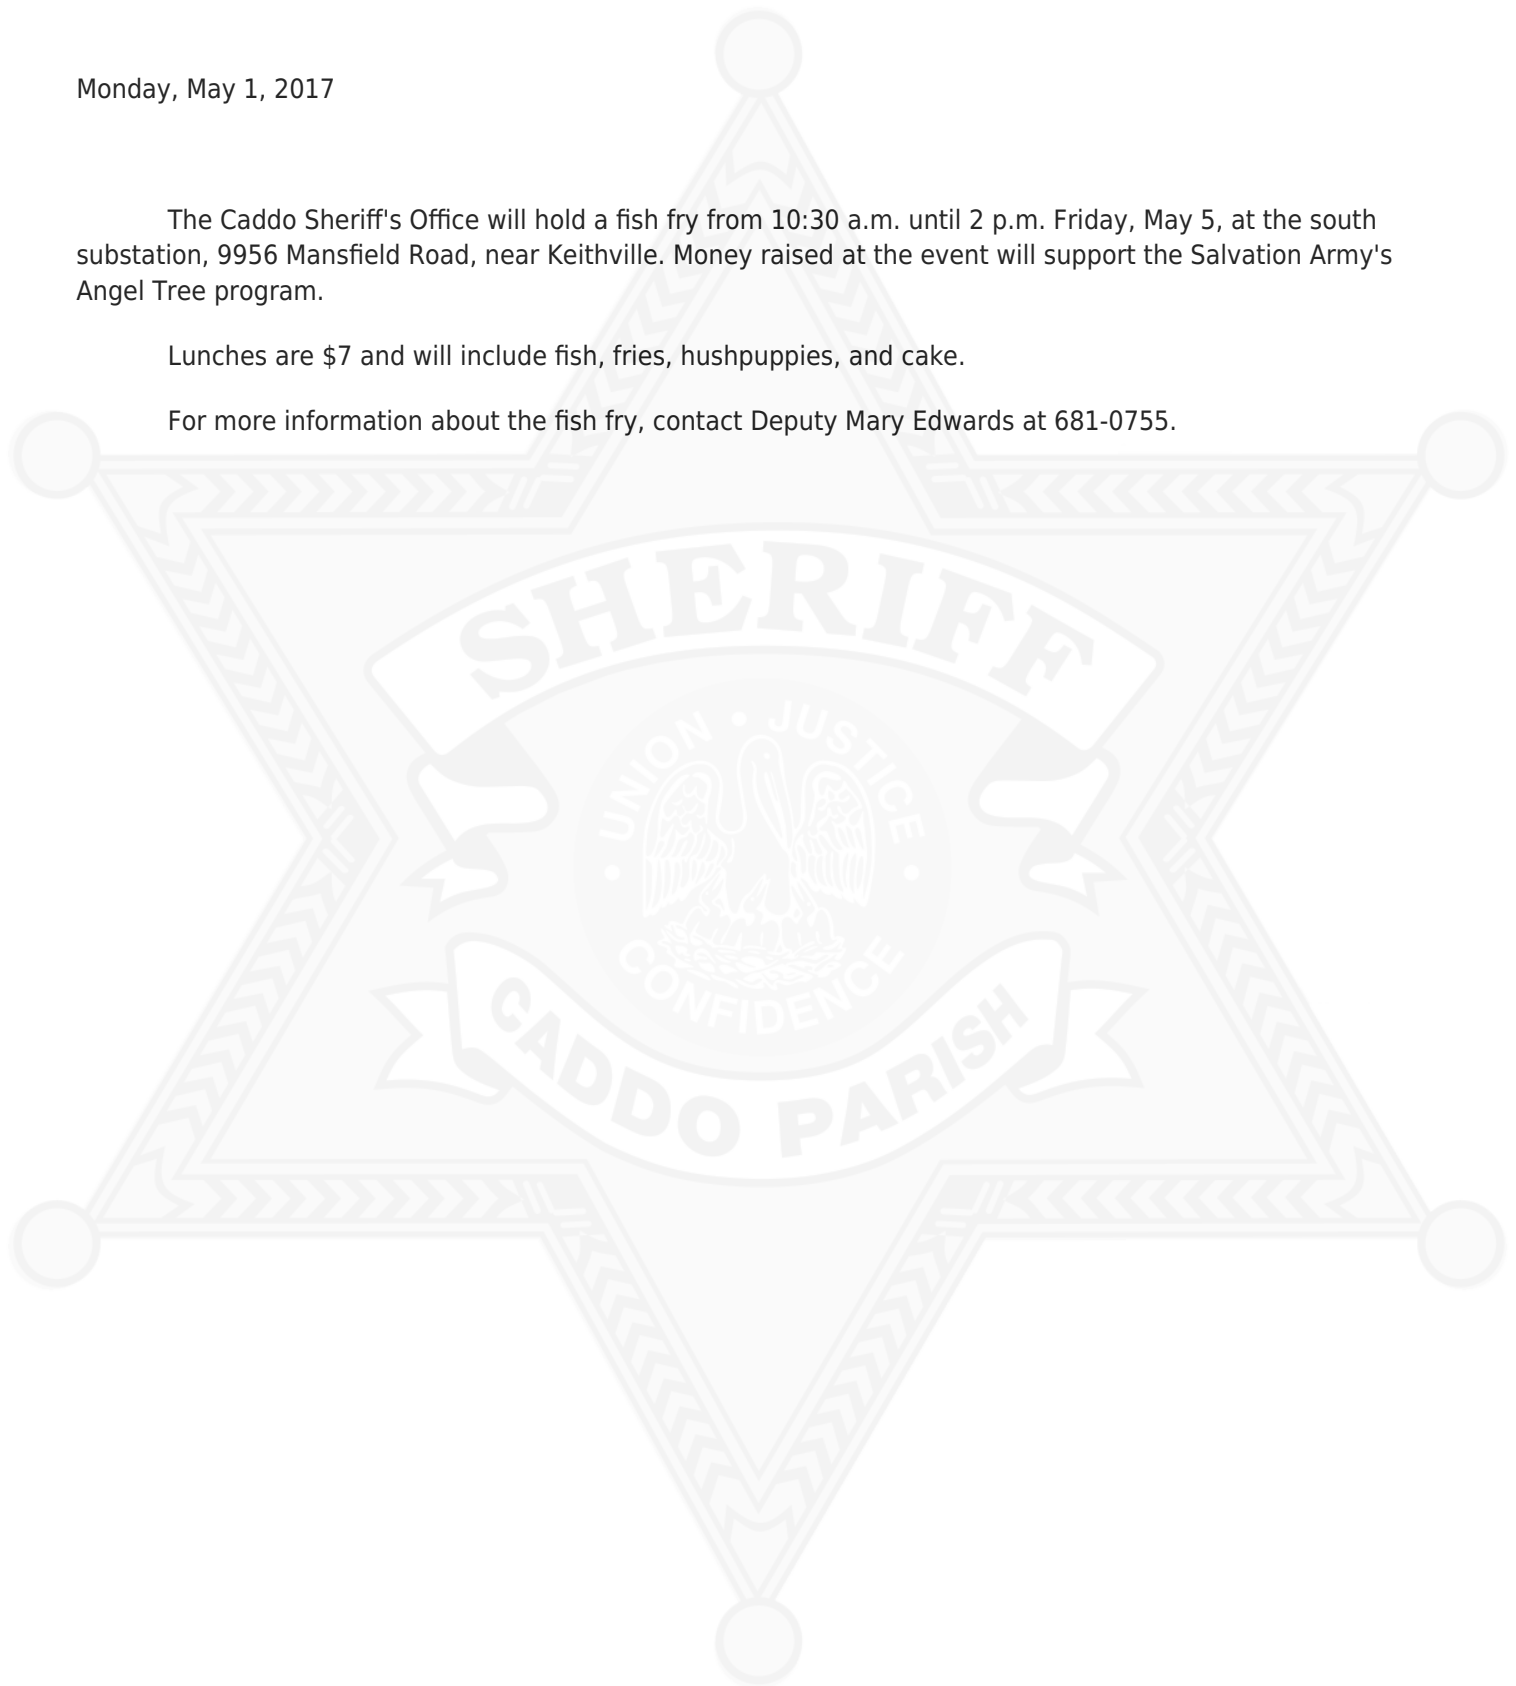 Monday, May 1, 2017
The Caddo Sheriff's Office will hold a fish fry from 10:30 a.m. until 2 p.m. Friday, May 5, at the south
substation, 9956 Mansfield Road, near Keithville. Money raised at the event will support the Salvation Army's
Angel Tree program.
Lunches are $7 and will include fish, fries, hushpuppies, and cake.
For more information about the fish fry, contact Deputy Mary Edwards at 681-0755.
SHERIFF
UNION • JUSTICE
• CONFIDENCE •
CADDO PARISH